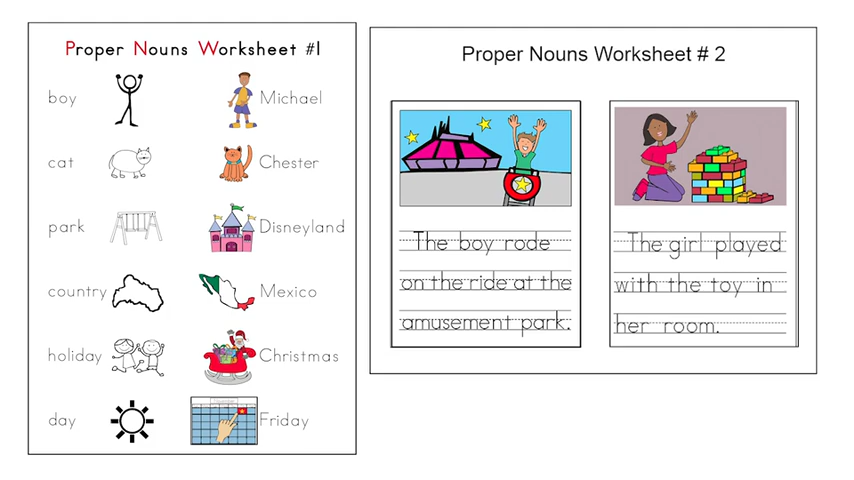 Proper Nouns Worksheet #1
boy Michael
cat Chester
park Disneyland
country Mexico
holiday Christmas
day Friday
Proper Nouns Worksheet # 2
The boy rode
on the ride at the
amusement park.
The girl played
with the toy in
her room.